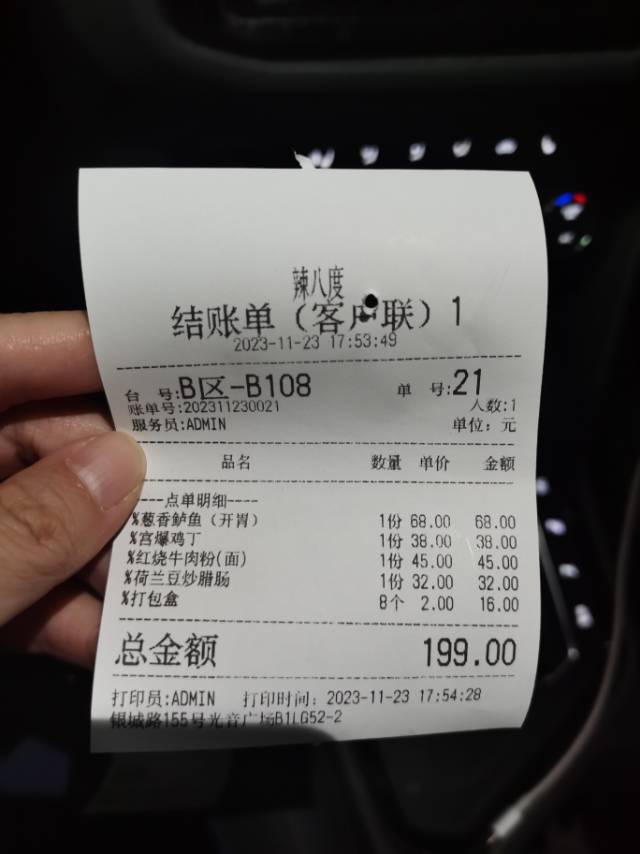 辣八度
结账单（客户联）1
2023-11-23 17:53:49
台 号:B区-B108 单 号:21
账单号:202311230021 人数:1
服务员:ADMIN 单位: 元
品名 数量 单价 金额
----点单明细----
%葱香鲈鱼（开胃） 1份 68.00 68.00
%宫爆鸡丁 1份 38.00 38.00
%红烧牛肉粉(面) 1份 45.00 45.00
%荷兰豆炒腊肠 1份 32.00 32.00
%打包盒 8个 2.00 16.00
总金额 199.00
打印员:ADMIN 打印时间: 2023-11-23 17:54:28
银城路155号光音广场B1LG52-2